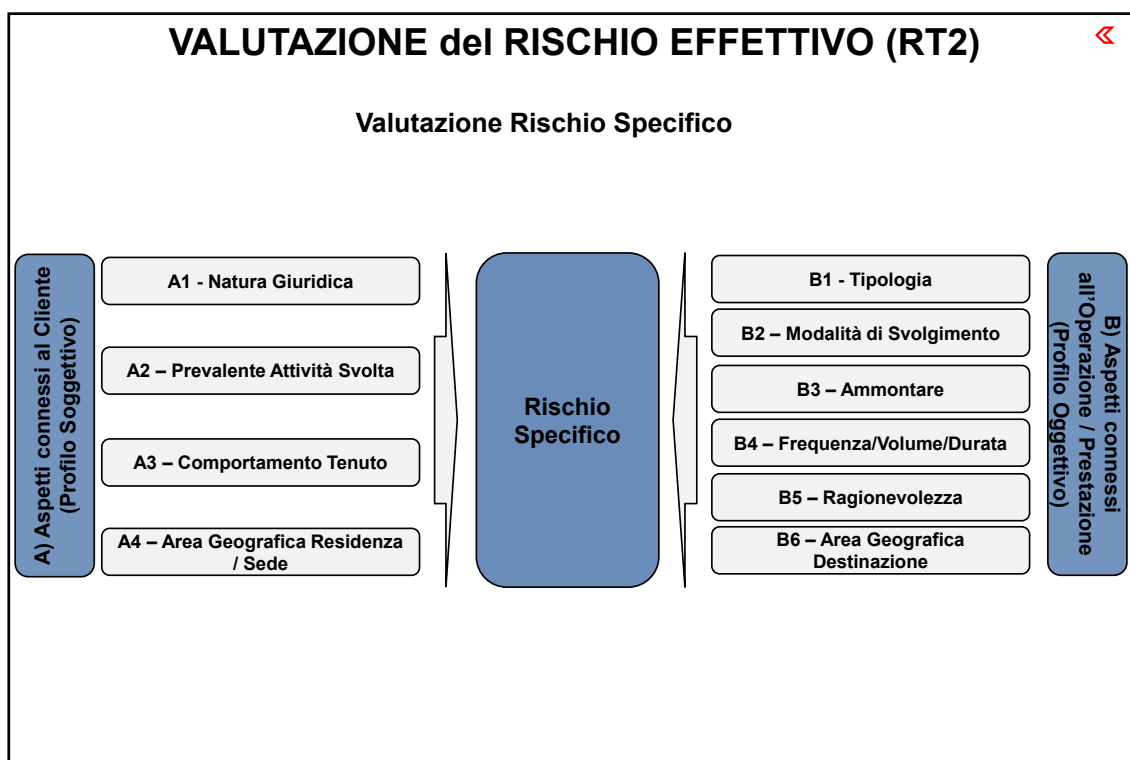 VALUTAZIONE del RISCHIO EFFETTIVO (RT2)
Valutazione Rischio Specifico
A) Aspetti connessi al Cliente
(Profilo Soggettivo)
A1 - Natura Giuridica
A2 – Prevalente Attività Svolta
A3 – Comportamento Tenuto
A4 – Area Geografica Residenza
/ Sede
Rischio
Specifico
B1 - Tipologia
B2 – Modalità di Svolgimento
B3 – Ammontare
B4 – Frequenza/Volume/Durata
B5 – Ragionevolezza
B6 – Area Geografica
Destinazione
B) Aspetti connessi
all'Operazione / Prestazione
(Profilo Oggettivo)